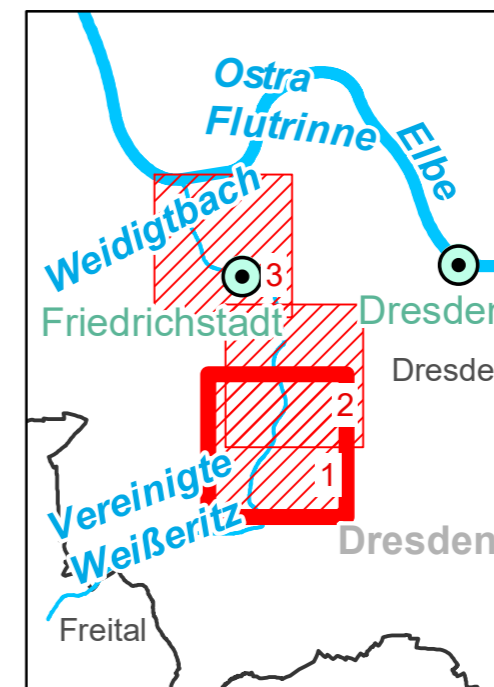 Ostra
Flutrinne
Elbe
Weidigtbach
3
Friedrichstadt
Dresden
Dresde
2
1
Vereinigte
Weißeritz
Dresden
Freital